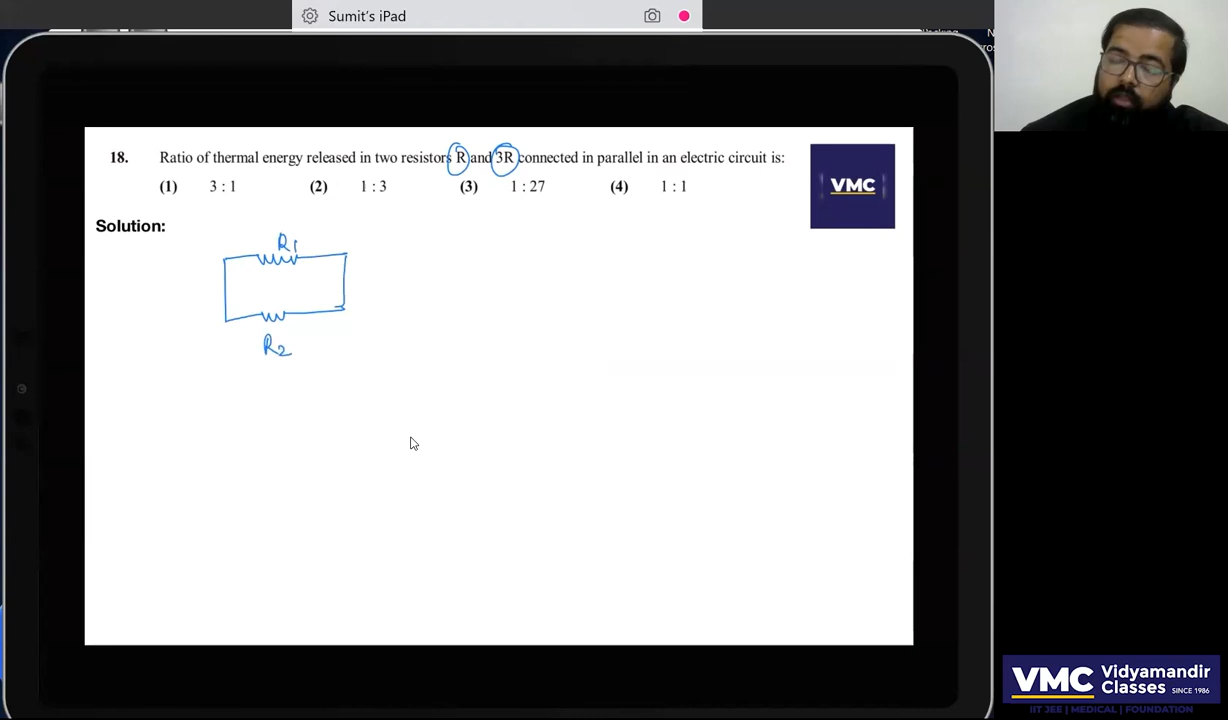 Sumit's iPad
18. Ratio of thermal energy released in two resistors R and 3R connected in parallel in an electric circuit is:
(1) 3 : 1 (2) 1 : 3 (3) 1 : 27 (4) 1 : 1
VMC
Solution:
R1
R2
VMC Vidyamandir
Classes SINCE 1986
IIT JEE | MEDICAL | FOUNDATION